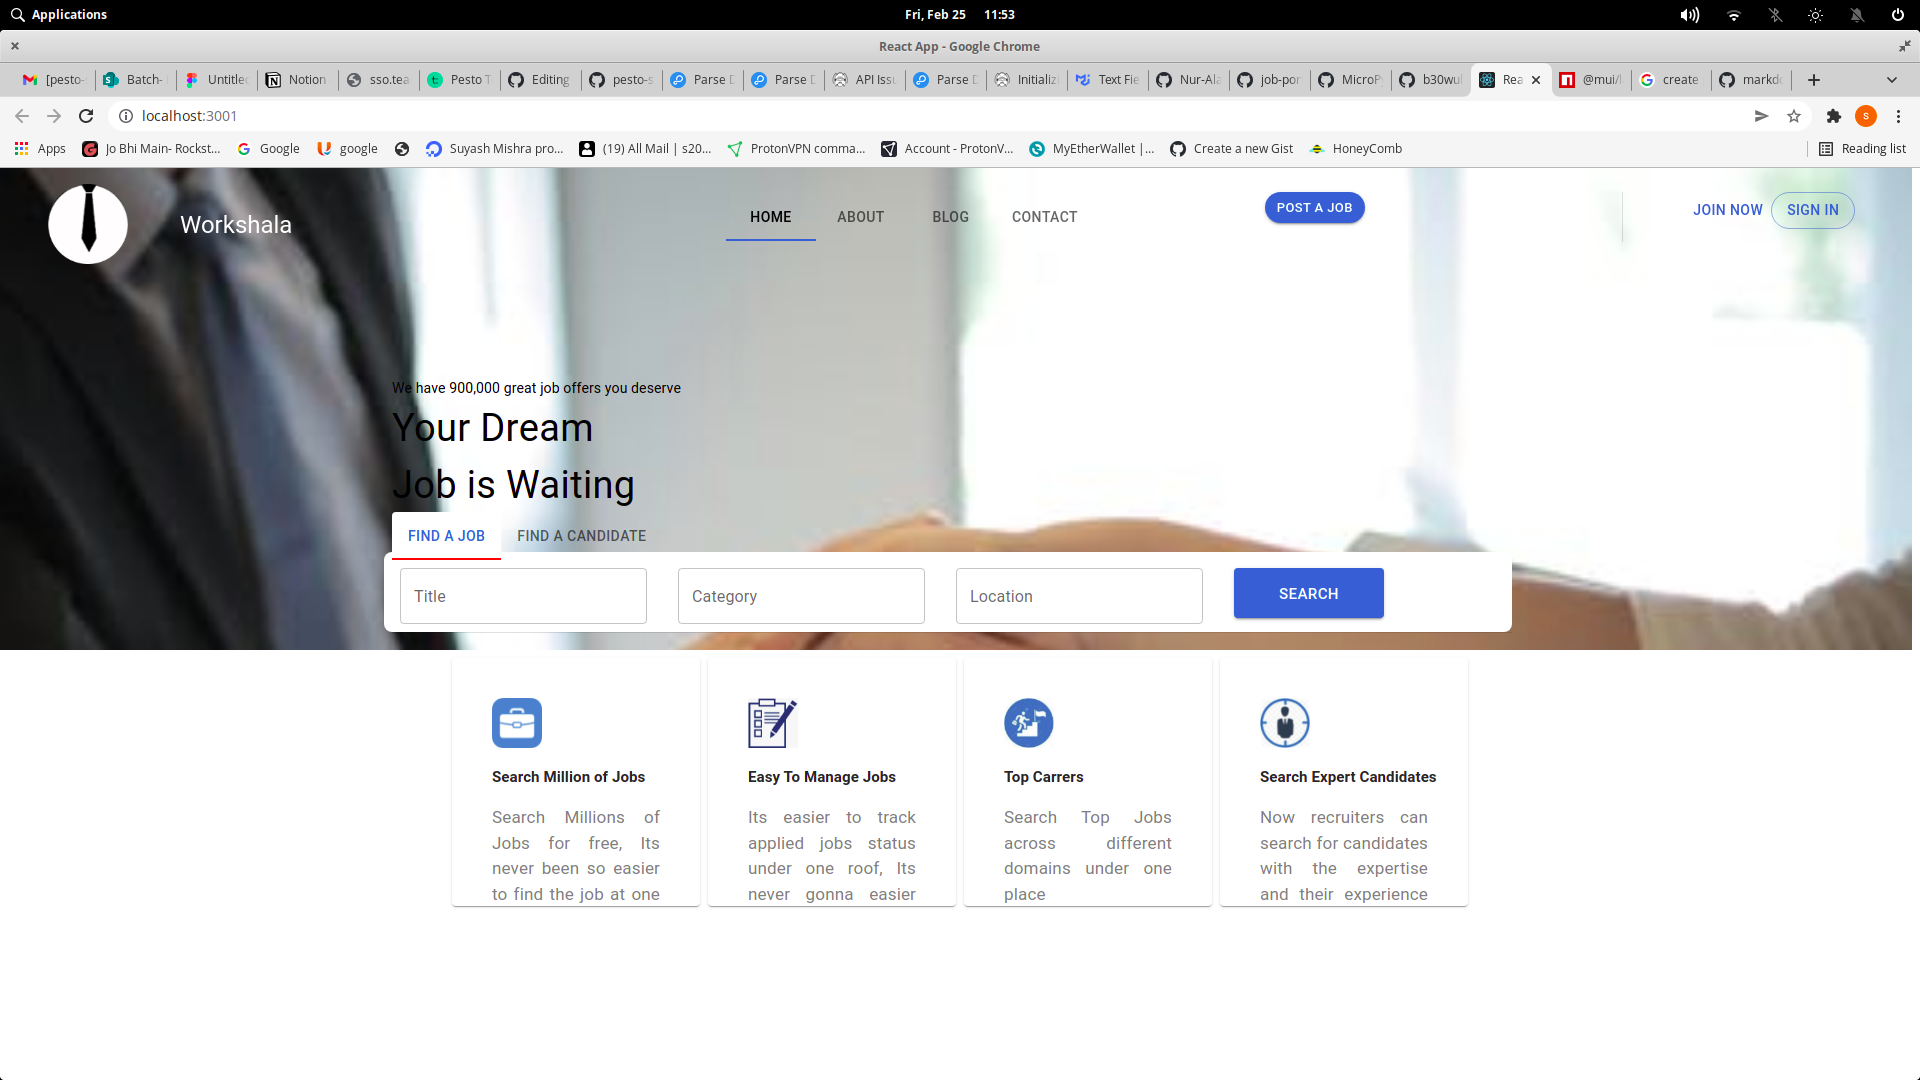 Applications
Fri, Feb 25 11:53
React App - Google Chrome
[pesto- Batch- Untitle Notion sso.tea Pesto T Editing pesto-s Parse D Parse D API Issu Parse D Initializi Text Fie Nur-Ala job-por MicroP b30wul Rea @mui/ create markdo
localhost:3001
S
Apps Jo Bhi Main- Rockst... Google google Suyash Mishra pro... (19) All Mail | s20... ProtonVPN comma... Account - ProtonV... MyEtherWallet |... Create a new Gist HoneyComb Reading list
Workshala
HOME ABOUT BLOG CONTACT
POST A JOB
JOIN NOW SIGN IN
We have 900,000 great job offers you deserve
Your Dream
Job is Waiting
FIND A JOB FIND A CANDIDATE
Title Category Location SEARCH
Search Million of Jobs
Search Millions of
Jobs for free, Its
never been so easier
to find the job at one
Easy To Manage Jobs
Its easier to track
applied jobs status
under one roof, Its
never gonna easier
Top Carrers
Search Top Jobs
across different
domains under one
place
Search Expert Candidates
Now recruiters can
search for candidates
with the expertise
and their experience